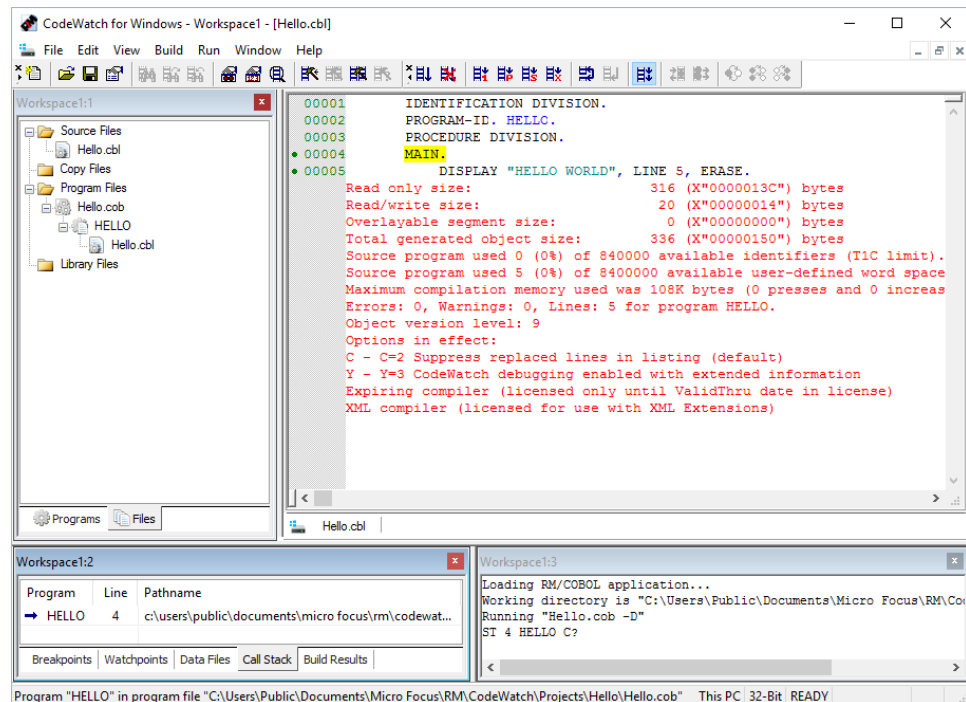 CodeWatch for Windows - Workspace1 - [Hello.cbl]
File Edit View Build Run Window Help
Workspace1:1
Source Files
Hello.cbl
Copy Files
Program Files
Hello.cob
HELLO
Hello.cbl
Library Files
Programs Files
00001 IDENTIFICATION DIVISION.
00002 PROGRAM-ID. HELLO.
00003 PROCEDURE DIVISION.
00004 MAIN.
00005 DISPLAY "HELLO WORLD", LINE 5, ERASE.
Read only size: 316 (X"0000013C") bytes
Read/write size: 20 (X"00000014") bytes
Overlayable segment size: 0 (X"00000000") bytes
Total generated object size: 336 (X"00000150") bytes
Source program used 0 (0%) of 840000 available identifiers (T1C limit).
Source program used 5 (0%) of 8400000 available user-defined word space
Maximum compilation memory used was 108K bytes (0 presses and 0 increas
Errors: 0, Warnings: 0, Lines: 5 for program HELLO.
Object version level: 9
Options in effect:
C - C=2 Suppress replaced lines in listing (default)
Y - Y=3 CodeWatch debugging enabled with extended information
Expiring compiler (licensed only until ValidThru date in license)
XML compiler (licensed for use with XML Extensions)
Hello.cbl
Workspace1:2
Program Line Pathname
HELLO 4 c:\users\public\documents\micro focus\rm\codewat...
Breakpoints Watchpoints Data Files Call Stack Build Results
Workspace1:3
Loading RM/COBOL application...
Working directory is "C:\Users\Public\Documents\Micro Focus\RM\Co
Running "Hello.cob -D"
ST 4 HELLO C?
Program "HELLO" in program file "C:\Users\Public\Documents\Micro Focus\RM\CodeWatch\Projects\Hello\Hello.cob" This PC 32-Bit READY